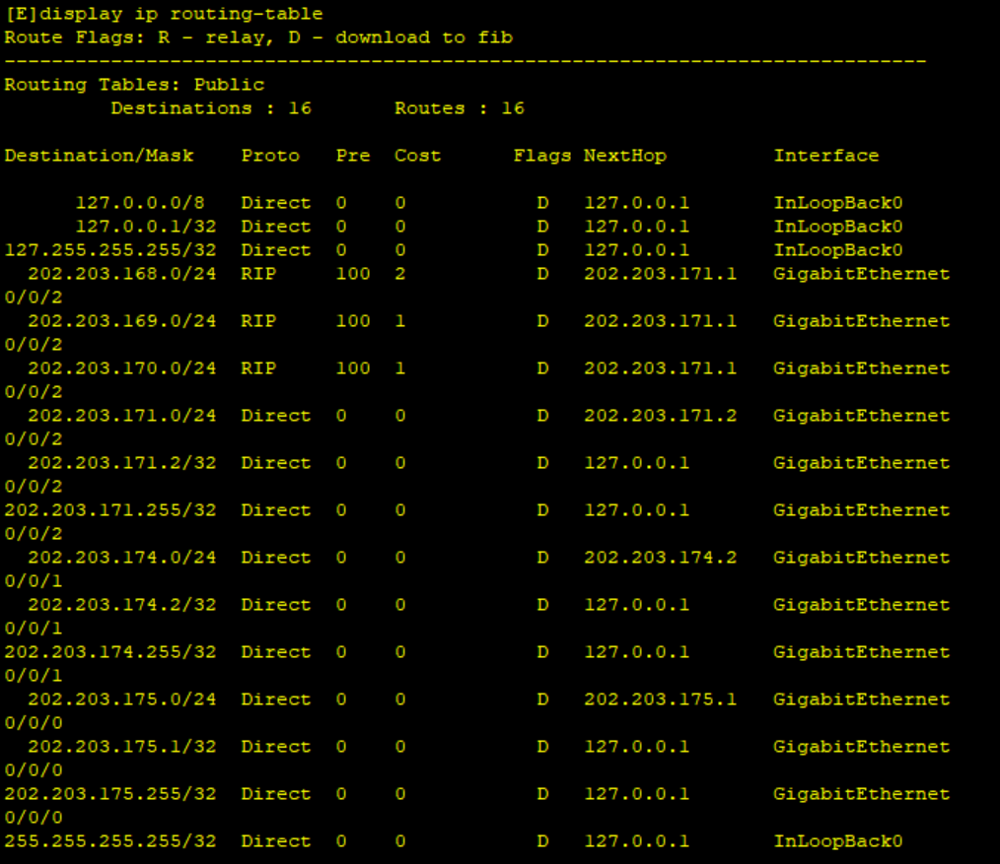 [E]display ip routing-table
Route Flags: R - relay, D - download to fib
------------------------------------------------------------------------------
Routing Tables: Public
         Destinations : 16       Routes : 16

Destination/Mask    Proto   Pre  Cost      Flags NextHop         Interface

      127.0.0.0/8   Direct  0    0           D   127.0.0.1       InLoopBack0
      127.0.0.1/32  Direct  0    0           D   127.0.0.1       InLoopBack0
127.255.255.255/32  Direct  0    0           D   127.0.0.1       InLoopBack0
  202.203.168.0/24  RIP     100  2           D   202.203.171.1   GigabitEthernet
0/0/2
  202.203.169.0/24  RIP     100  1           D   202.203.171.1   GigabitEthernet
0/0/2
  202.203.170.0/24  RIP     100  1           D   202.203.171.1   GigabitEthernet
0/0/2
  202.203.171.0/24  Direct  0    0           D   202.203.171.2   GigabitEthernet
0/0/2
  202.203.171.2/32  Direct  0    0           D   127.0.0.1       GigabitEthernet
0/0/2
202.203.171.255/32  Direct  0    0           D   127.0.0.1       GigabitEthernet
0/0/2
  202.203.174.0/24  Direct  0    0           D   202.203.174.2   GigabitEthernet
0/0/1
  202.203.174.2/32  Direct  0    0           D   127.0.0.1       GigabitEthernet
0/0/1
202.203.174.255/32  Direct  0    0           D   127.0.0.1       GigabitEthernet
0/0/1
  202.203.175.0/24  Direct  0    0           D   202.203.175.1   GigabitEthernet
0/0/0
  202.203.175.1/32  Direct  0    0           D   127.0.0.1       GigabitEthernet
0/0/0
202.203.175.255/32  Direct  0    0           D   127.0.0.1       GigabitEthernet
0/0/0
255.255.255.255/32  Direct  0    0           D   127.0.0.1       InLoopBack0